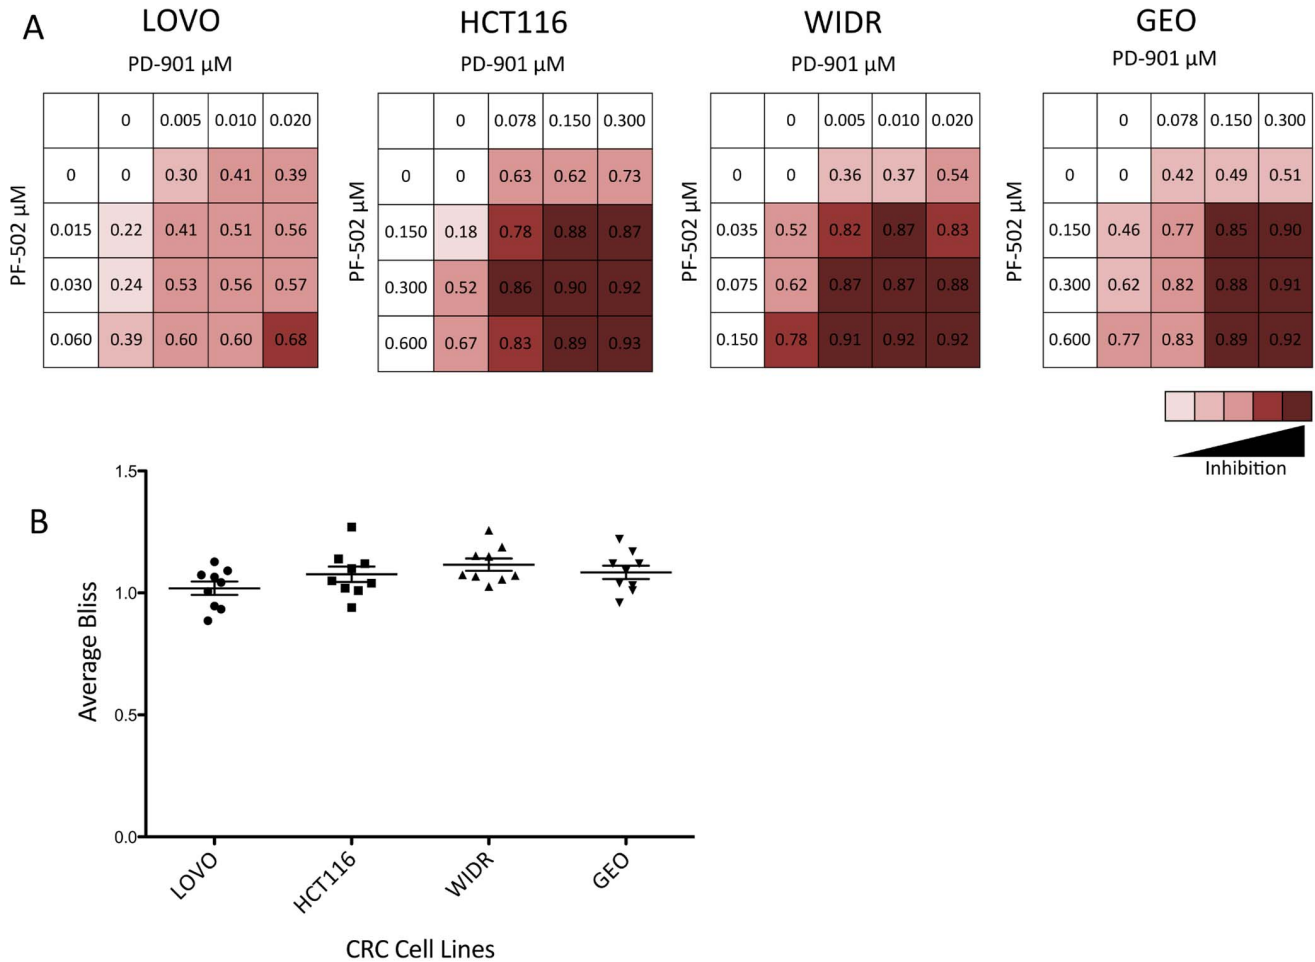 A
LOVO
PD-901 µM
PF-502 µM
0 0.005 0.010 0.020
0 0 0.30 0.41 0.39
0.015 0.22 0.41 0.51 0.56
0.030 0.24 0.53 0.56 0.57
0.060 0.39 0.60 0.60 0.68
HCT116
PD-901 µM
PF-502 µM
0 0.078 0.150 0.300
0 0 0.63 0.62 0.73
0.150 0.18 0.78 0.88 0.87
0.300 0.52 0.86 0.90 0.92
0.600 0.67 0.83 0.89 0.93
WIDR
PD-901 µM
PF-502 µM
0 0.005 0.010 0.020
0 0 0.36 0.37 0.54
0.035 0.52 0.82 0.87 0.83
0.075 0.62 0.87 0.87 0.88
0.150 0.78 0.91 0.92 0.92
GEO
PD-901 µM
PF-502 µM
0 0.078 0.150 0.300
0 0 0.42 0.49 0.51
0.150 0.46 0.77 0.85 0.90
0.300 0.62 0.82 0.88 0.91
0.600 0.77 0.83 0.89 0.92
Inhibition
B
Average Bliss
1.5
1.0
0.5
0.0
LOVO
HCT116
WIDR
GEO
CRC Cell Lines